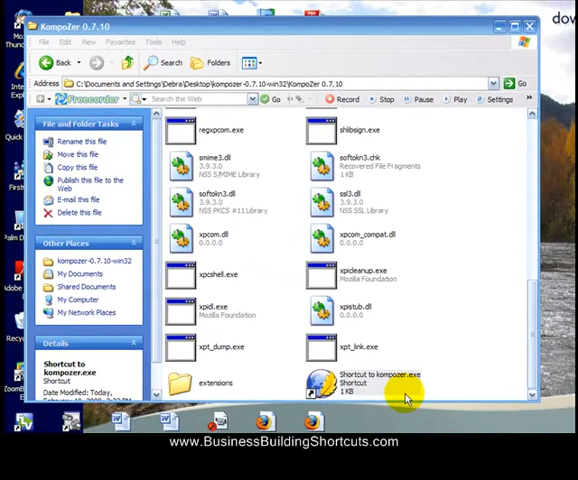 KompoZer 0.7.10
File Edit View Favorites Tools Help
Back Search Folders
Address C:\Documents and Settings\Debra\Desktop\kompozer-0.7.10-win32\KompoZer 0.7.10 Go
Freecorder Search the Web Go Record Stop Pause Play Settings
File and Folder Tasks
Rename this file
Move this file
Copy this file
Publish this file to the
Web
E-mail this file
Delete this file
Other Places
kompozer-0.7.10-win32
My Documents
Shared Documents
My Computer
My Network Places
Details
Shortcut to
kompozer.exe
Shortcut
Date Modified: Today,
regxpcom.exe
shlibsign.exe
smime3.dll
3.9.3.0
NSS S/MIME Library
softokn3.chk
Recovered File Fragments
1 KB
softokn3.dll
3.9.3.0
NSS PKCS #11 Library
ssl3.dll
3.9.3.0
NSS SSL Library
xpcom.dll
0.0.0.0
xpcom_compat.dll
0.0.0.0
xpcshell.exe
xpicleanup.exe
Mozilla Foundation
xpidl.exe
Mozilla Foundation
xpistub.dll
0.0.0.0
xpt_dump.exe
xpt_link.exe
extensions
Shortcut to kompozer.exe
Shortcut
1 KB
dow
www.BusinessBuildingShortcuts.com